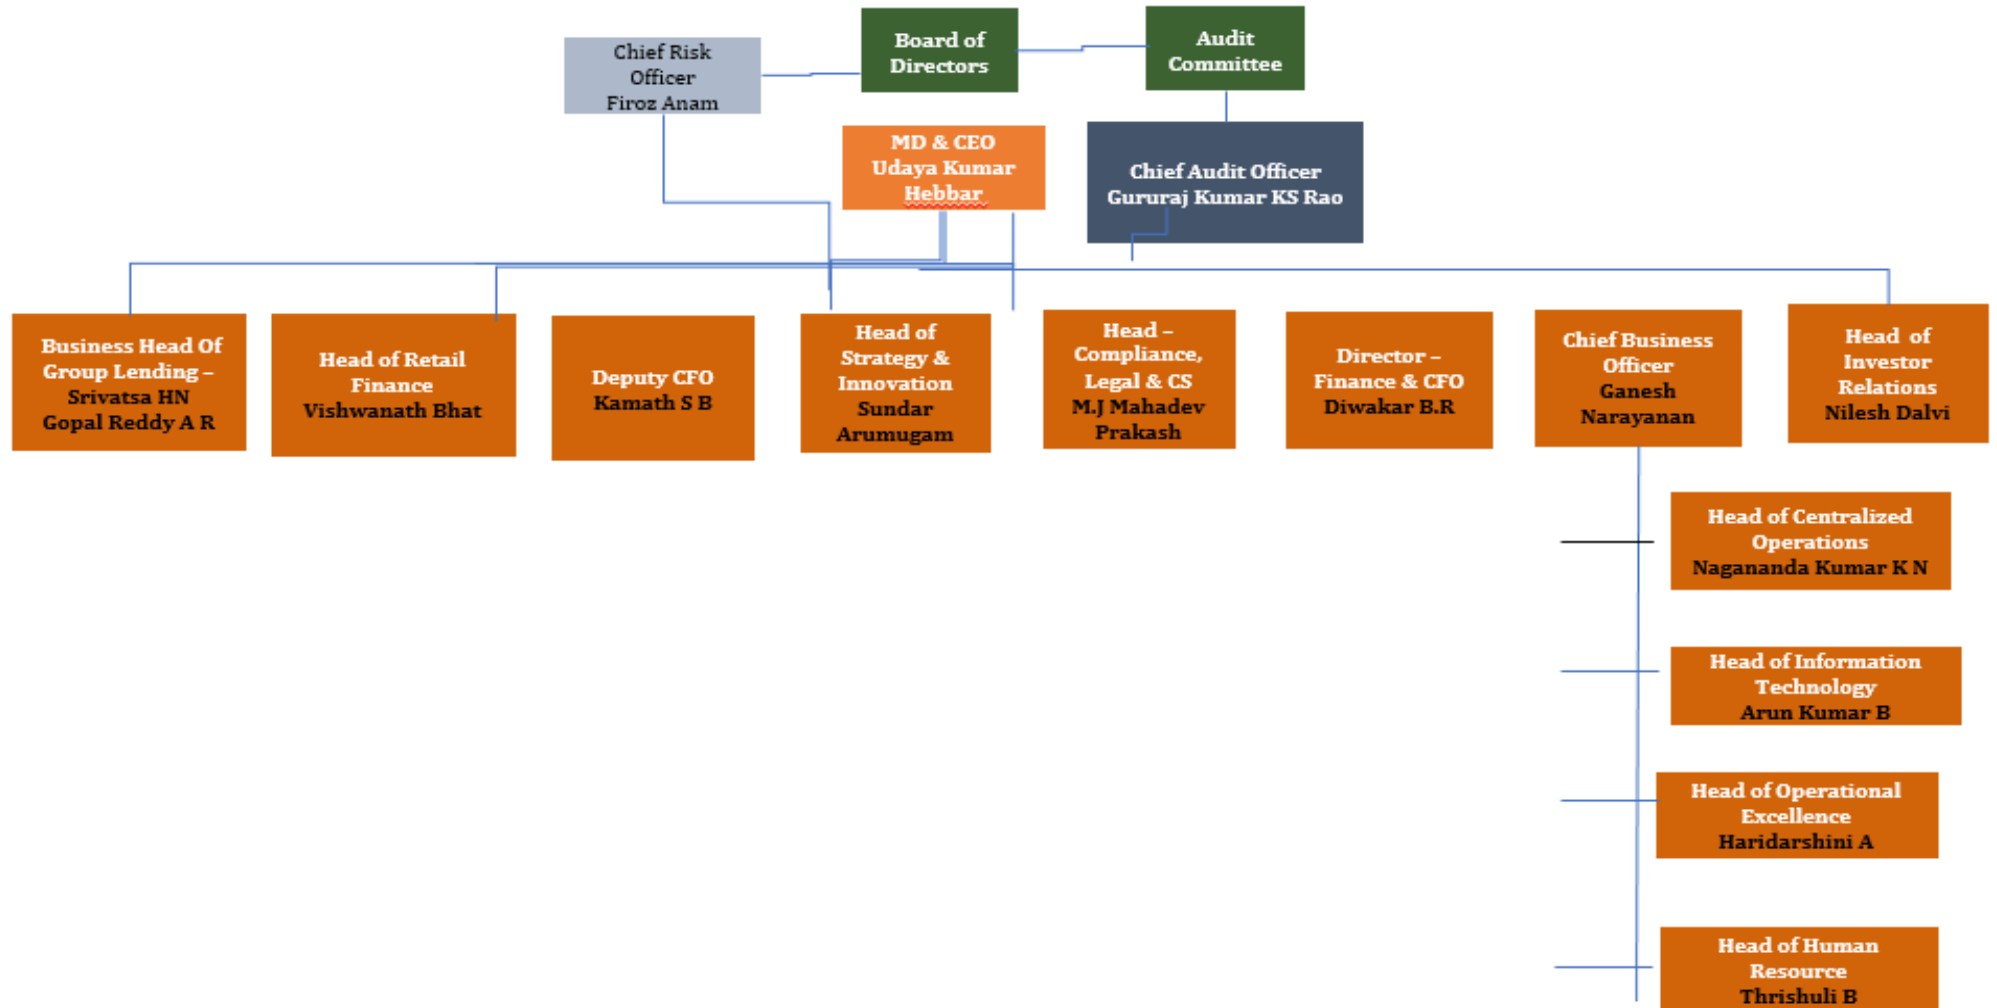 Chief Risk
Officer
Firoz Anam
Board of
Directors
Audit
Committee
MD & CEO
Udaya Kumar
Hebbar
Chief Audit Officer
Gururaj Kumar KS Rao
Business Head Of
Group Lending –
Srivatsa HN
Gopal Reddy A R
Head of Retail
Finance
Vishwanath Bhat
Deputy CFO
Kamath S B
Head of
Strategy &
Innovation
Sundar
Arumugam
Head –
Compliance,
Legal & CS
M.J Mahadev
Prakash
Director –
Finance & CFO
Diwakar B.R
Chief Business
Officer
Ganesh
Narayanan
Head of
Investor
Relations
Nilesh Dalvi
Head of Centralized
Operations
Nagananda Kumar K N
Head of Information
Technology
Arun Kumar B
Head of Operational
Excellence
Haridarshini A
Head of Human
Resource
Thrishuli B